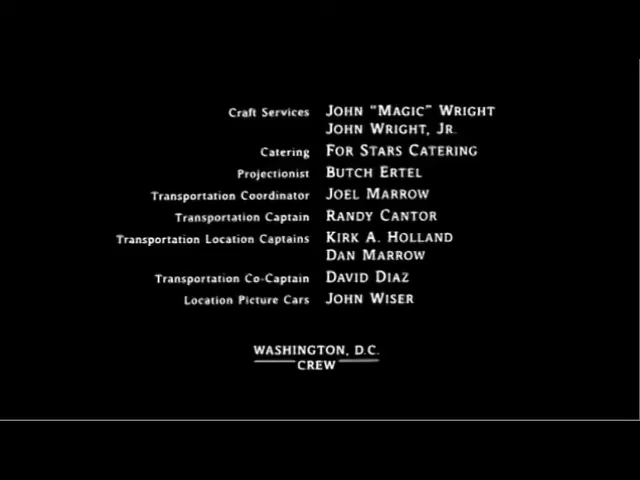 Craft Services JOHN "MAGIC" WRIGHT
JOHN WRIGHT, JR.
Catering FOR STARS CATERING
Projectionist BUTCH ERTEL
Transportation Coordinator JOEL MARROW
Transportation Captain RANDY CANTOR
Transportation Location Captains KIRK A. HOLLAND
DAN MARROW
Transportation Co-Captain DAVID DIAZ
Location Picture Cars JOHN WISER
WASHINGTON, D.C.
CREW